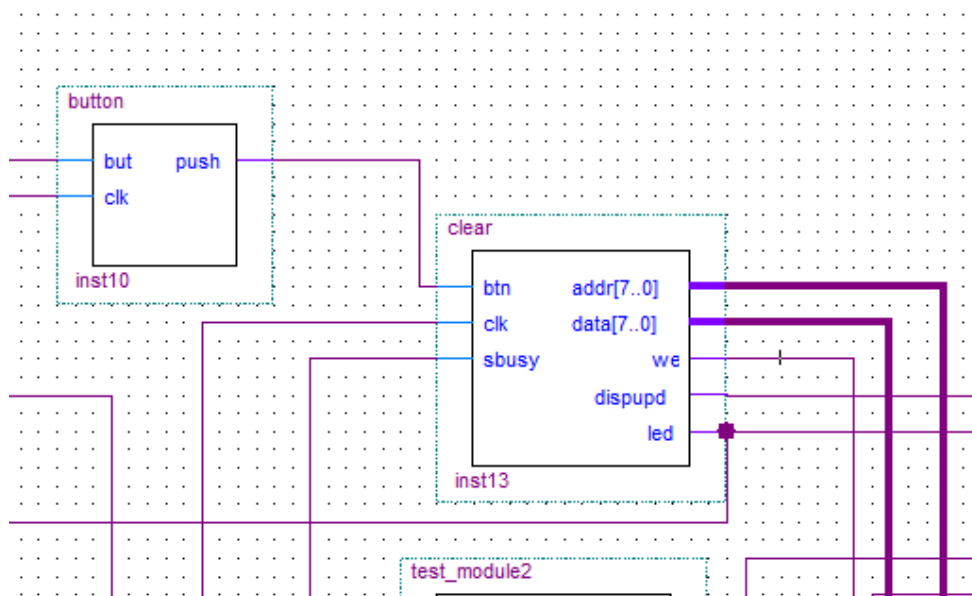 button
but push
clk
inst10
clear
btn addr[7..0]
clk data[7..0]
sbusy we
dispupd
led
inst13
test_module2